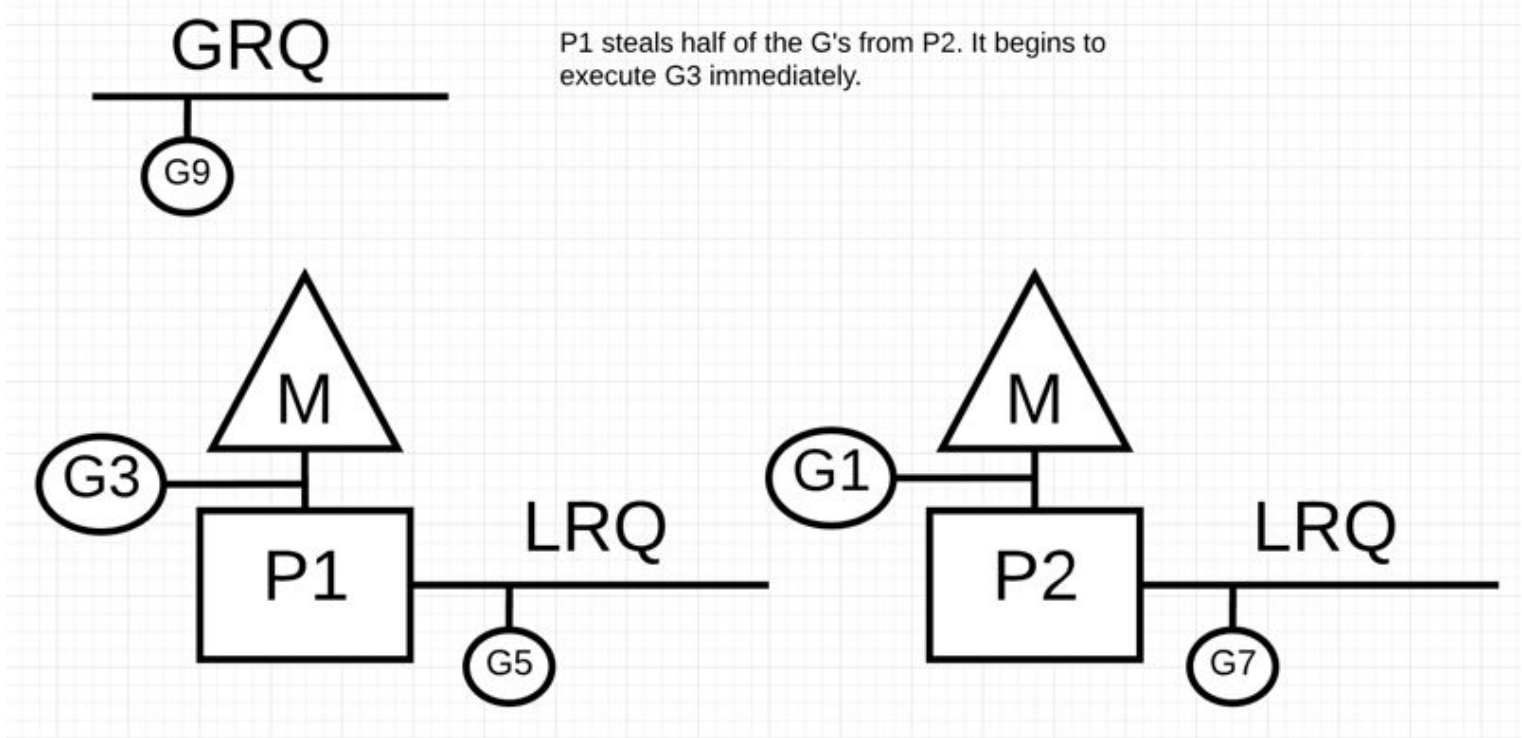 GRQ
P1 steals half of the G's from P2. It begins to
execute G3 immediately.
G9
M
M
G3
G1
LRQ
LRQ
P1
P2
G5
G7